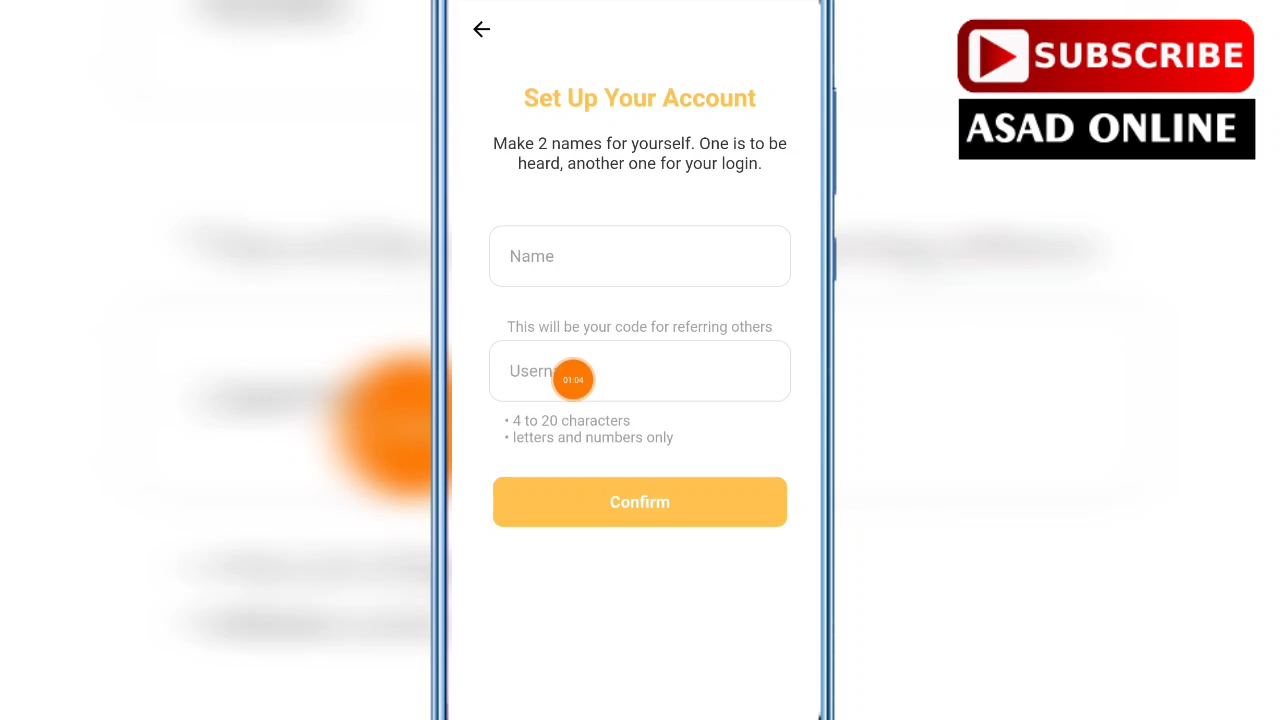 SUBSCRIBE
ASAD ONLINE
Set Up Your Account
Make 2 names for yourself. One is to be
heard, another one for your login.
Name
This will be your code for referring others
01:04
• 4 to 20 characters
• letters and numbers only
Confirm